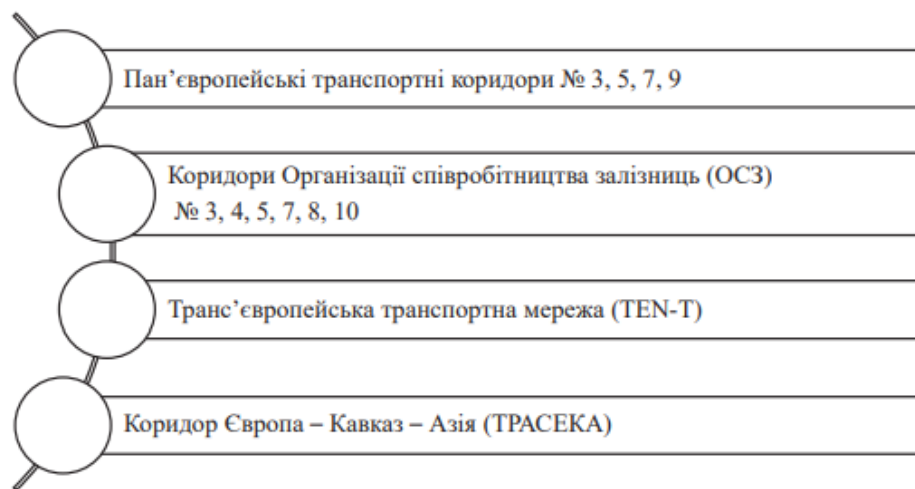 Пан’європейські транспортні коридори № 3, 5, 7, 9
Коридори Організації співробітництва залізниць (ОСЗ)
№ 3, 4, 5, 7, 8, 10
Транс’європейська транспортна мережа (TEN-T)
Коридор Європа – Кавказ – Азія (ТРАСЕКА)